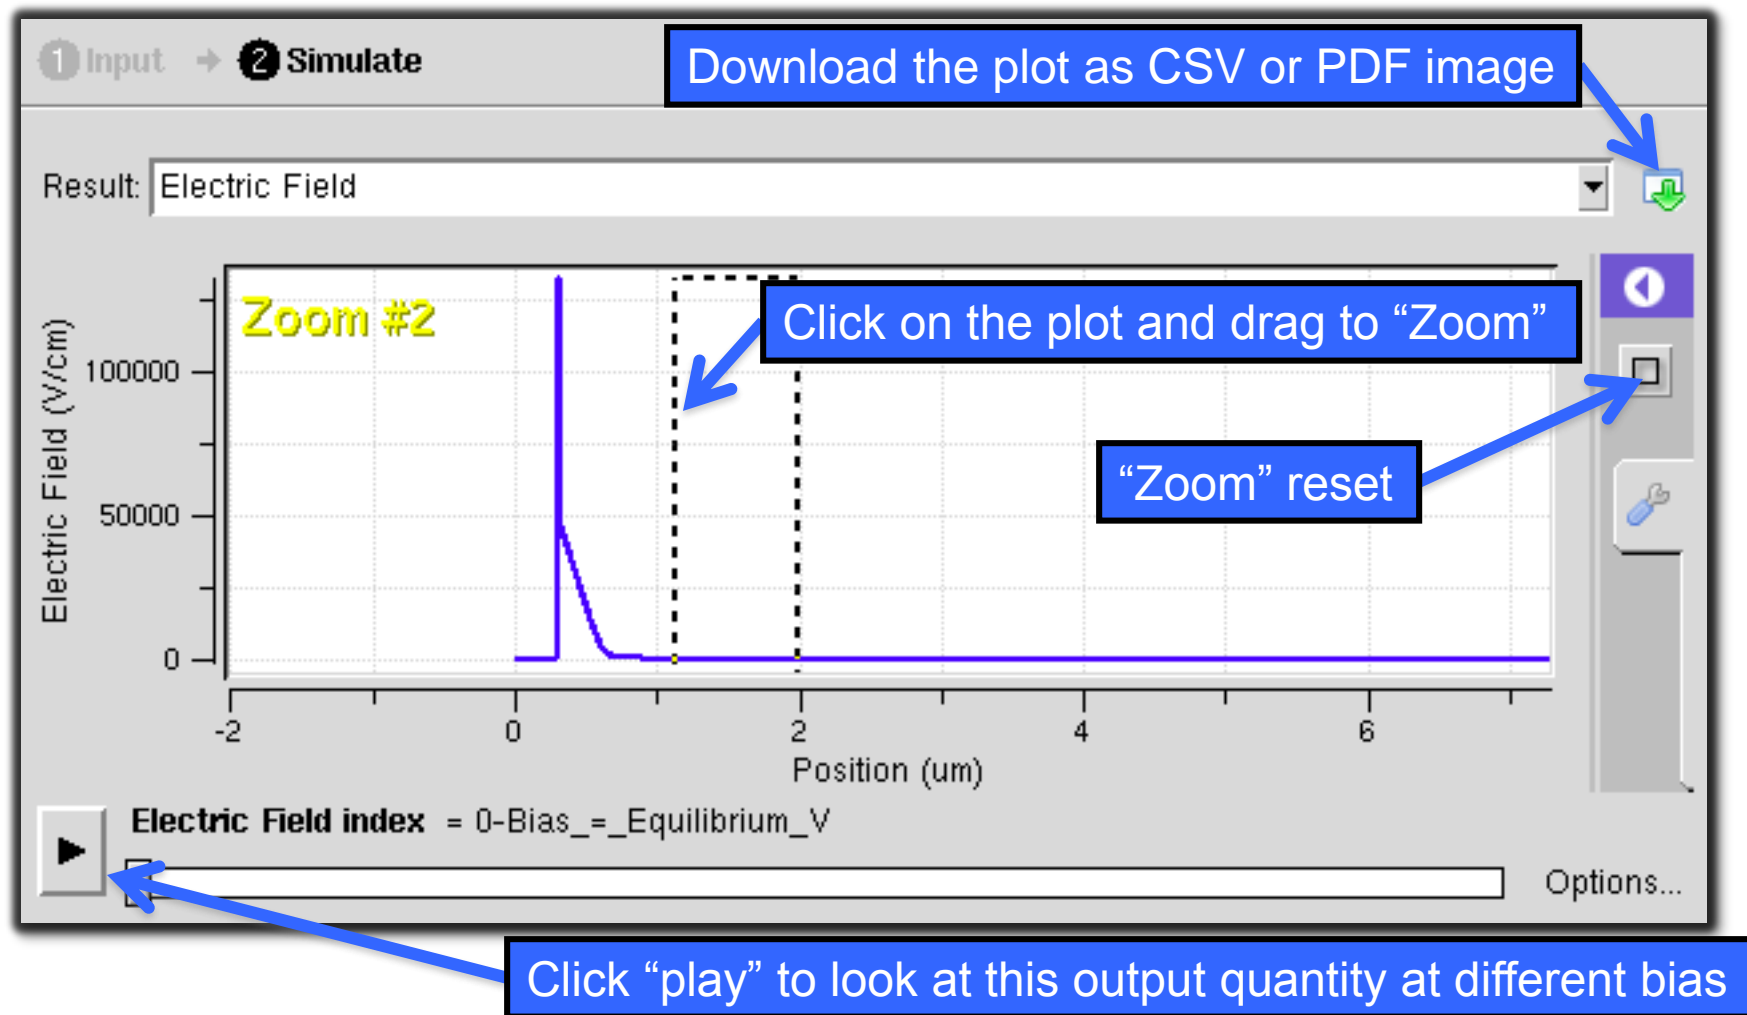 1 Input → 2 Simulate
Download the plot as CSV or PDF image
Result: Electric Field
Zoom #2
Click on the plot and drag to “Zoom”
“Zoom” reset
Electric Field (V/cm)
100000
50000
0
-2 0 2 4 6
Position (um)
Electric Field index = 0-Bias_=_Equilibrium_V
Options...
Click “play” to look at this output quantity at different bias